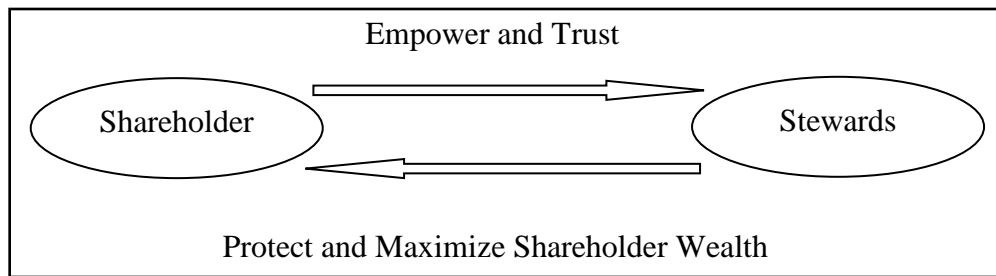 Empower and Trust
Shareholder
Stewards
Protect and Maximize Shareholder Wealth